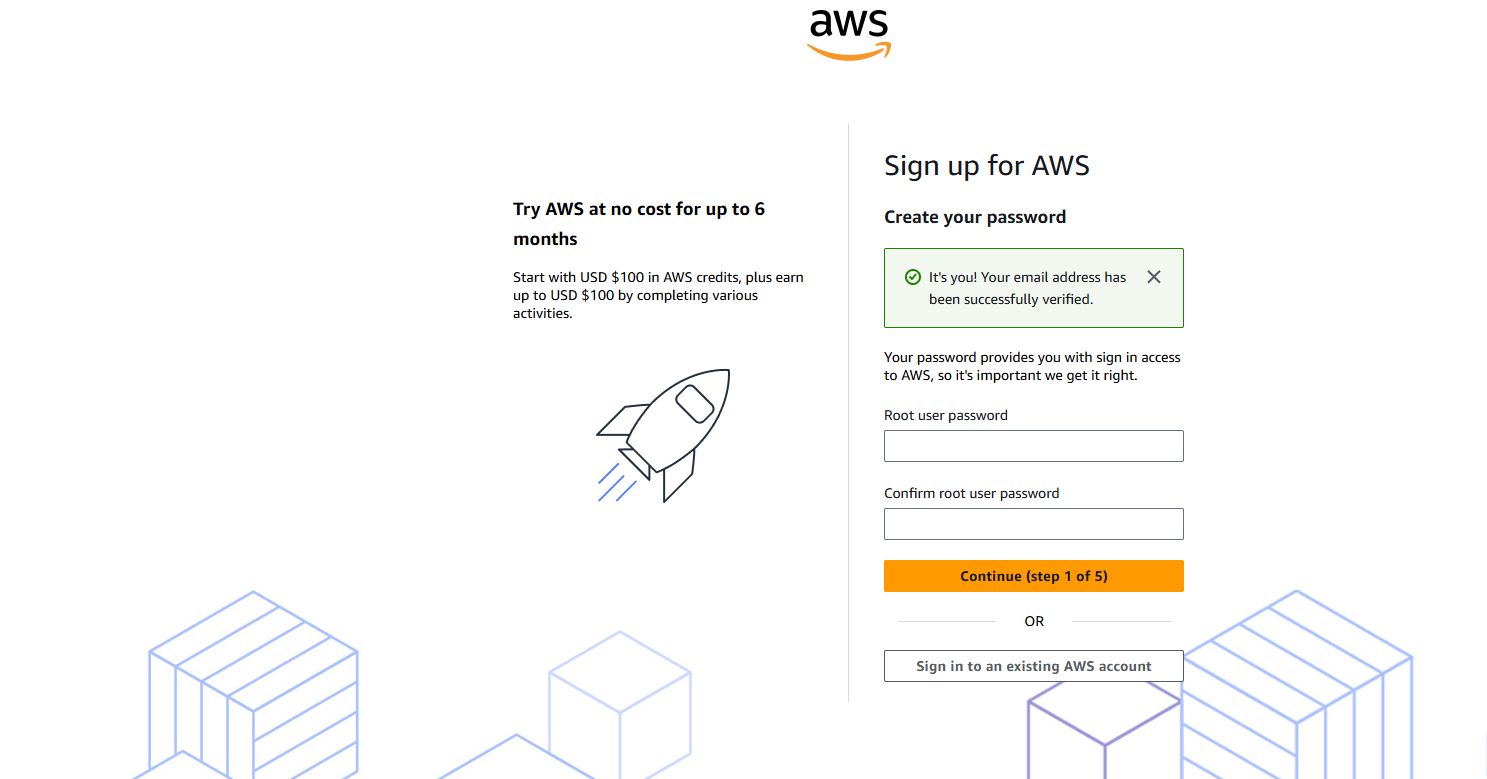 aws
Try AWS at no cost for up to 6
months
Start with USD $100 in AWS credits, plus earn
up to USD $100 by completing various
activities.
Sign up for AWS
Create your password
It's you! Your email address has
been successfully verified.
Your password provides you with sign in access
to AWS, so it's important we get it right.
Root user password
Confirm root user password
Continue (step 1 of 5)
OR
Sign in to an existing AWS account